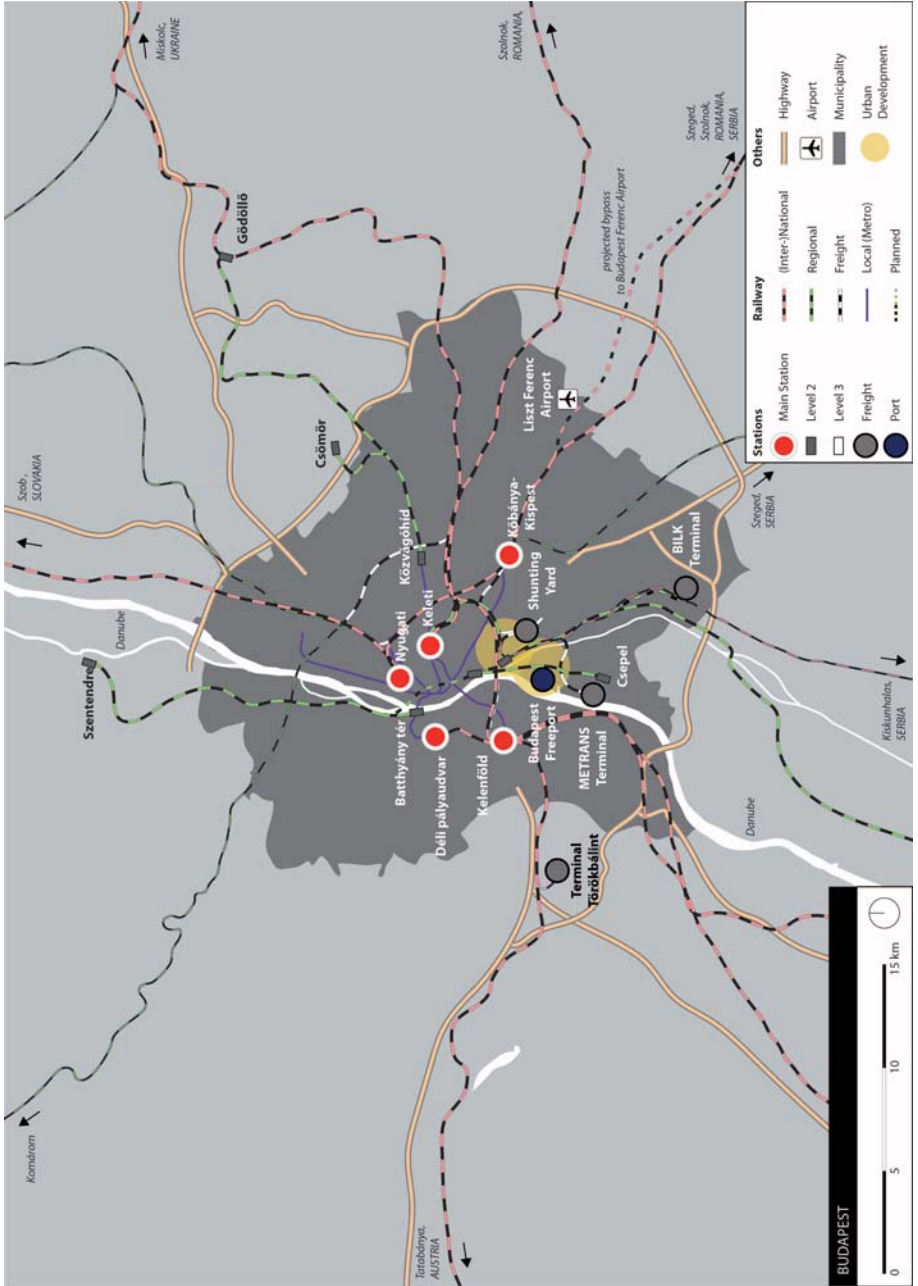 Komárom
Szentendre
Danube
Szob,
SLOVAKIA
Miskolc,
UKRAINE
Gödöllő
Csömör
Közvágóhíd
Nyugati
Keleti
Batthyány tér
Déli pályaudvar
Kelenföld
Kőbánya-
Kispest
Shunting
Yard
Budapest
Freeport
METRANS
Terminal
Csepel
BILK
Terminal
Terminal
Törökbálint
Liszt Ferenc
Airport
projected bypass
to Budapest Ferenc Airport
Szolnok,
ROMANIA
Szeged,
Szolnok,
ROMANIA,
SERBIA
Szeged,
SERBIA
Kiskunhalas,
SERBIA
Danube
Tatabánya,
AUSTRIA
BUDAPEST
0 5 10 15 km
Stations
Main Station
Level 2
Level 3
Freight
Port
Railway
(Inter-)National
Regional
Freight
Local (Metro)
Planned
Others
Highway
Airport
Municipality
Urban
Development